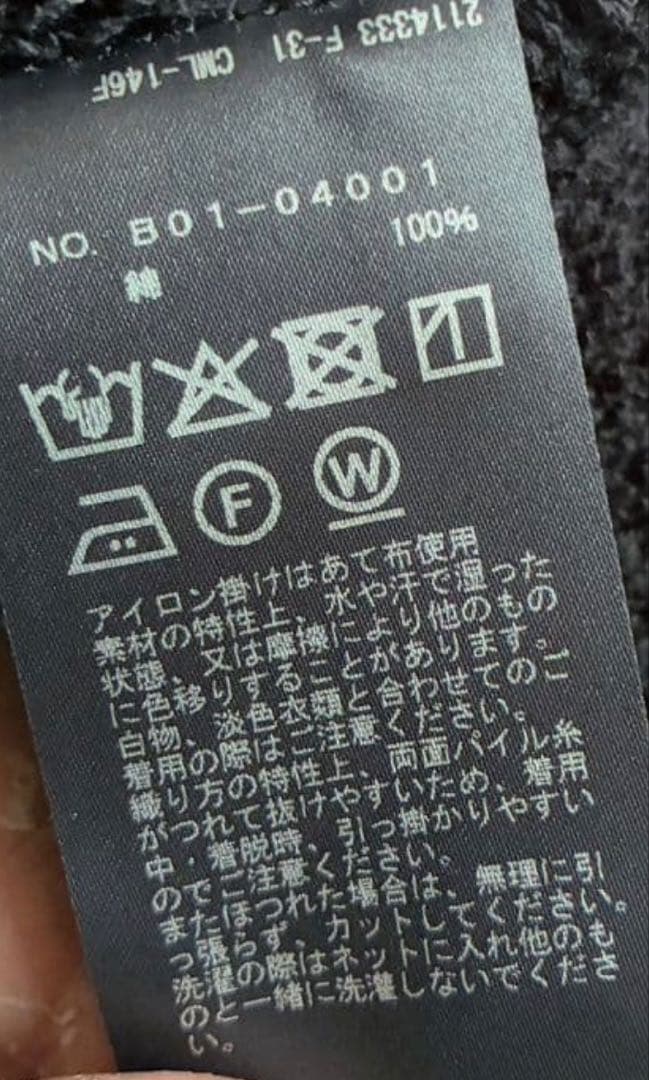 2114333 F-31 CML-146F
NO. B01-04001
綿 100%
F W
アイロン掛けはあて布使用
素材の特性上、水や汗で湿った
状態、又は摩擦により他のもの
に色移りすることがあります。
白物、淡色衣類と合わせてのご
着用の際はご注意ください。
織り方の特性上、両面パイル糸
がつれて抜けやすいため、着用
中・着脱時、引っ掛かりやすい
のでご注意ください。
またほつれた場合は、無理に引
っ張らず、カットしてください。
洗濯の際はネットに入れ他のも
のと一緒に洗濯しないでくださ
い。